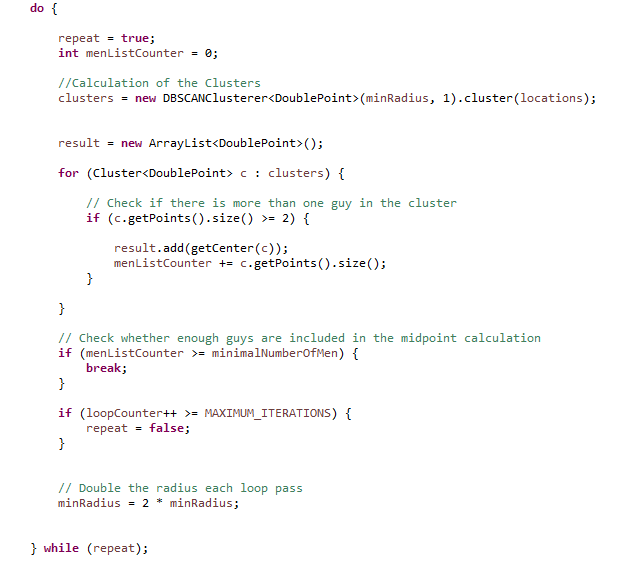 do {
repeat = true;
int menListCounter = 0;
//Calculation of the Clusters
clusters = new DBSCANClusterer<DoublePoint>(minRadius, 1).cluster(locations);
result = new ArrayList<DoublePoint>();
for (Cluster<DoublePoint> c : clusters) {
// Check if there is more than one guy in the cluster
if (c.getPoints().size() >= 2) {
result.add(getCenter(c));
menListCounter += c.getPoints().size();
}
}
// Check whether enough guys are included in the midpoint calculation
if (menListCounter >= minimalNumberOfMen) {
break;
}
if (loopCounter++ >= MAXIMUM_ITERATIONS) {
repeat = false;
}
// Double the radius each loop pass
minRadius = 2 * minRadius;
} while (repeat);